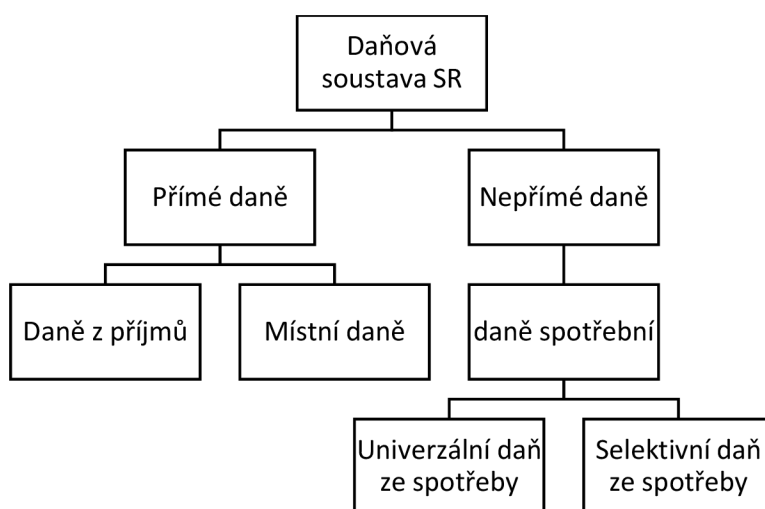 Daňová
soustava SR
Přímé daně
Nepřímé daně
Daně z příjmů
Místní daně
daně spotřební
Univerzální daň
ze spotřeby
Selektivní daň
ze spotřeby